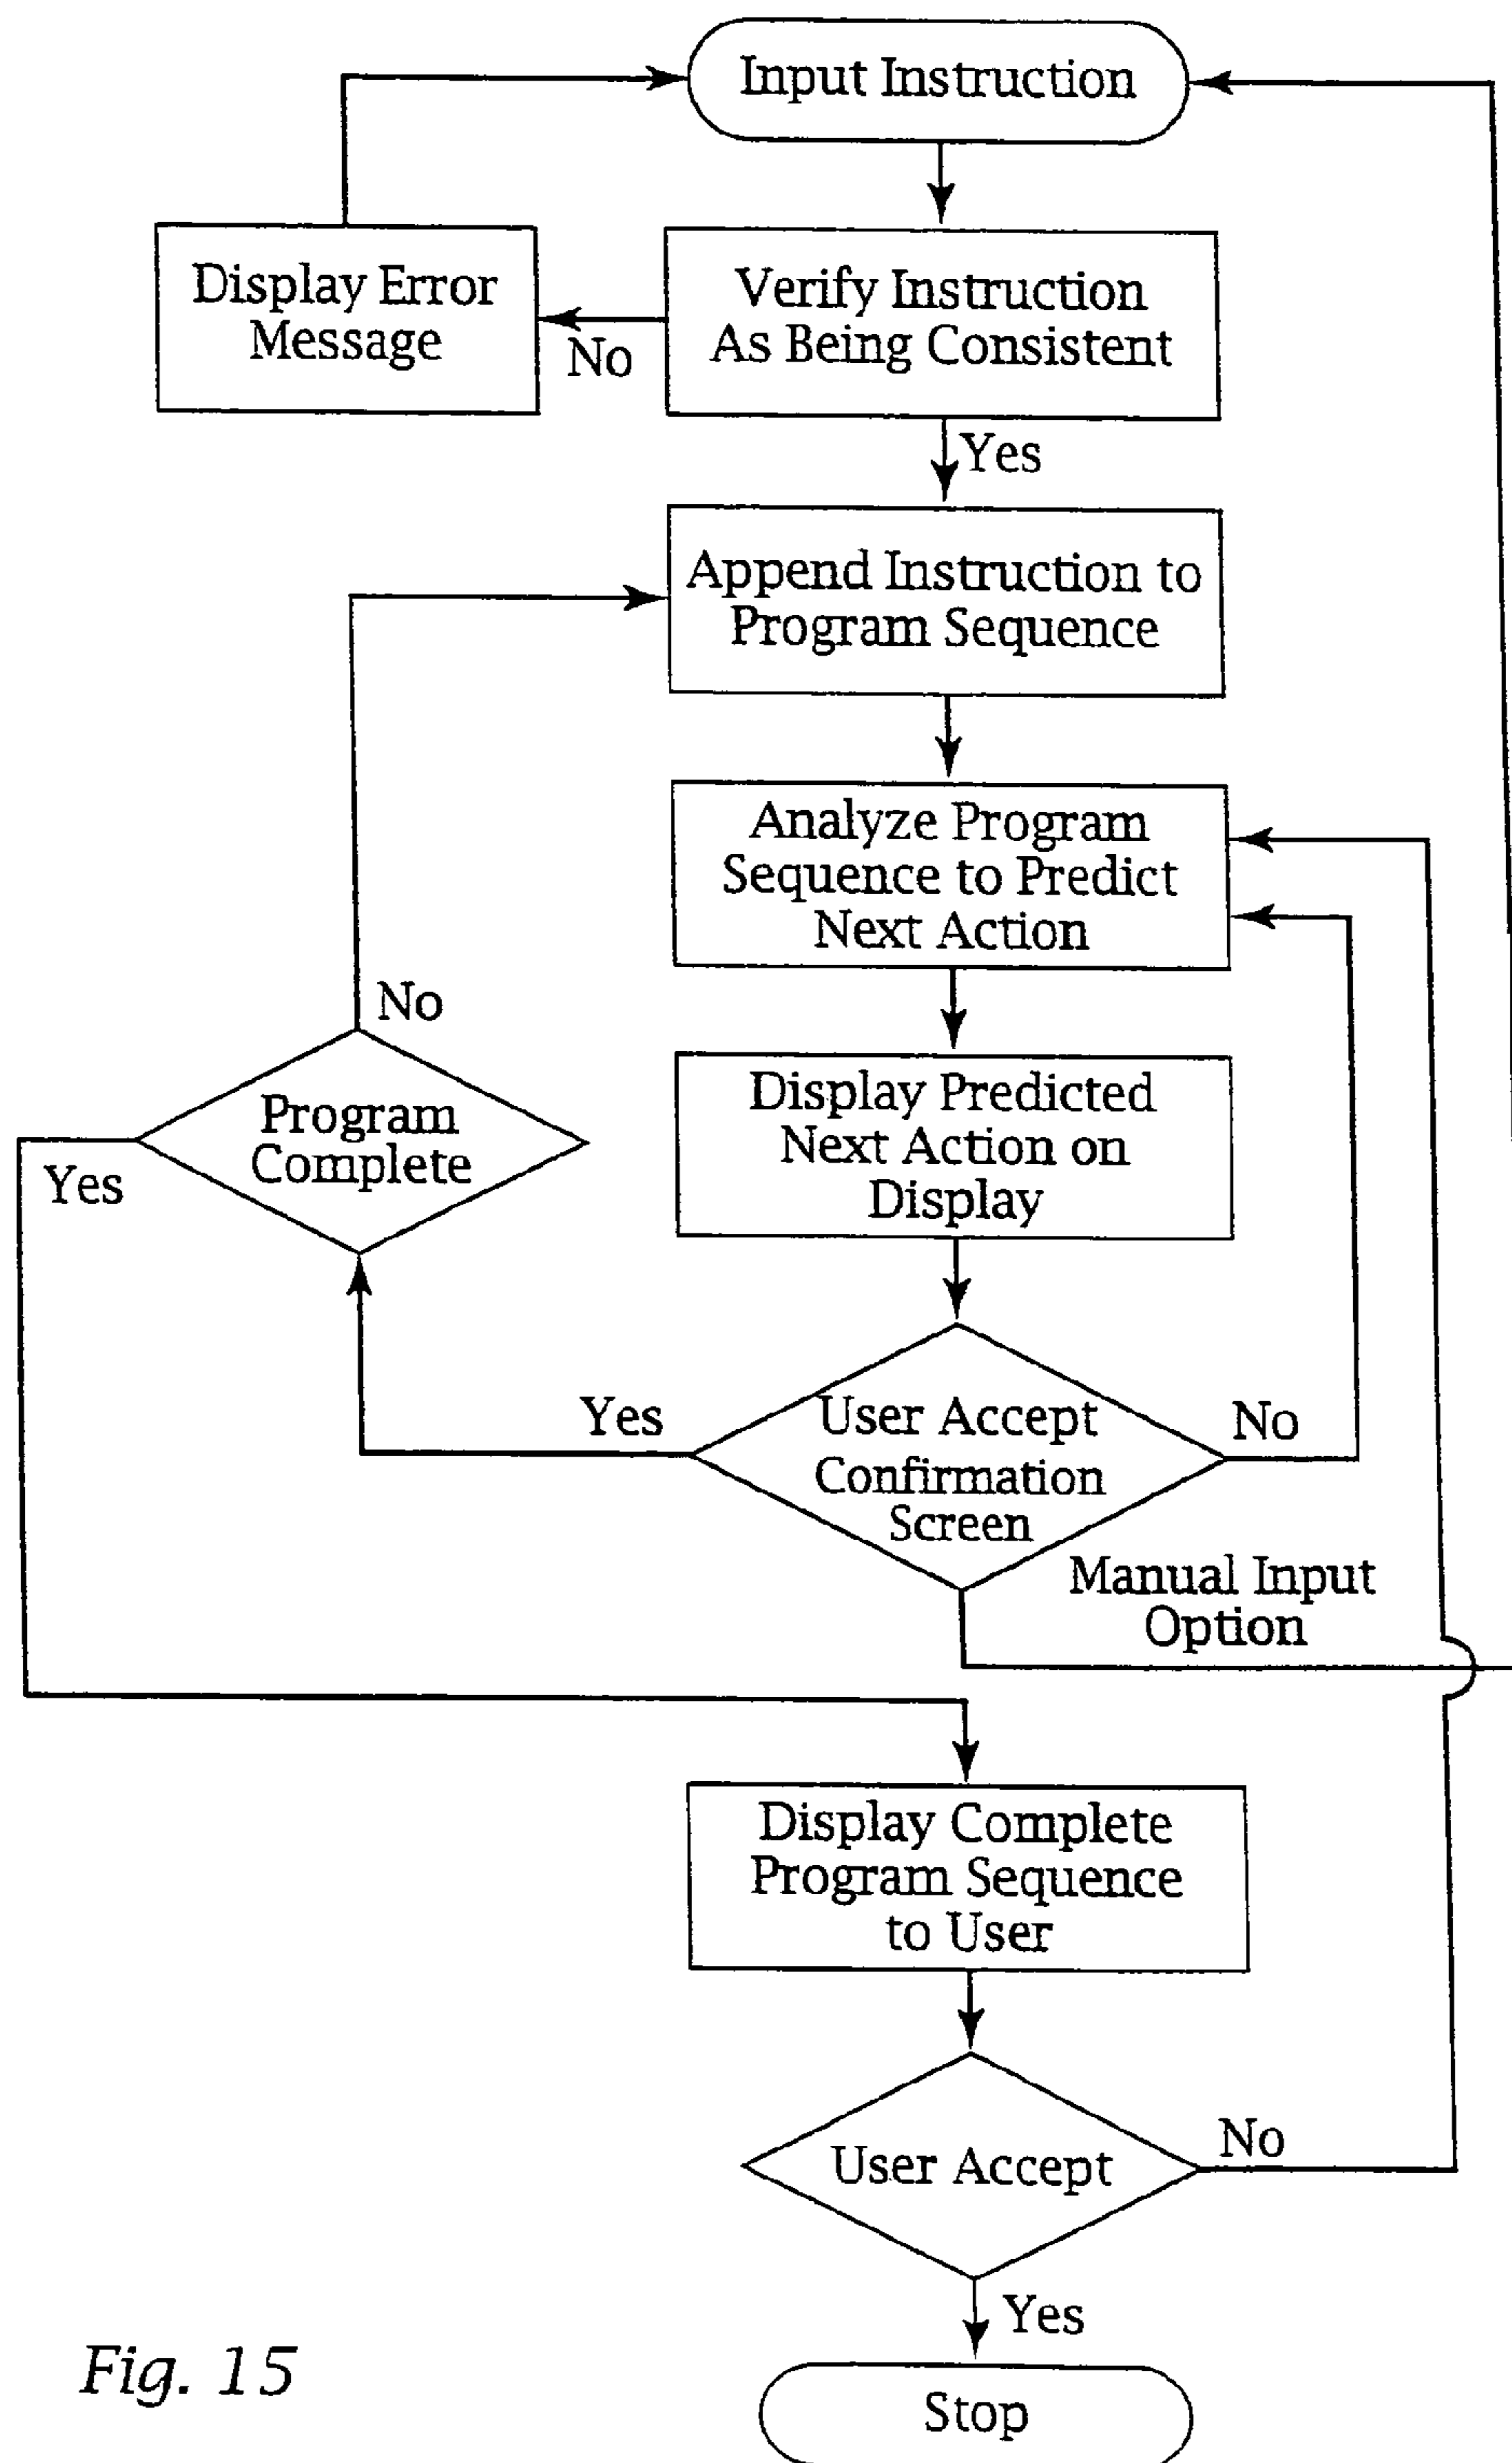 Input Instruction
Display Error
Message
No
Verify Instruction
As Being Consistent
Yes
Append Instruction to
Program Sequence
Analyze Program
Sequence to Predict
Next Action
No
Program
Complete
Yes
Display Predicted
Next Action on
Display
Yes
User Accept
Confirmation
Screen
No
Manual Input
Option
Display Complete
Program Sequence
to User
User Accept
No
Yes
Stop
Fig. 15